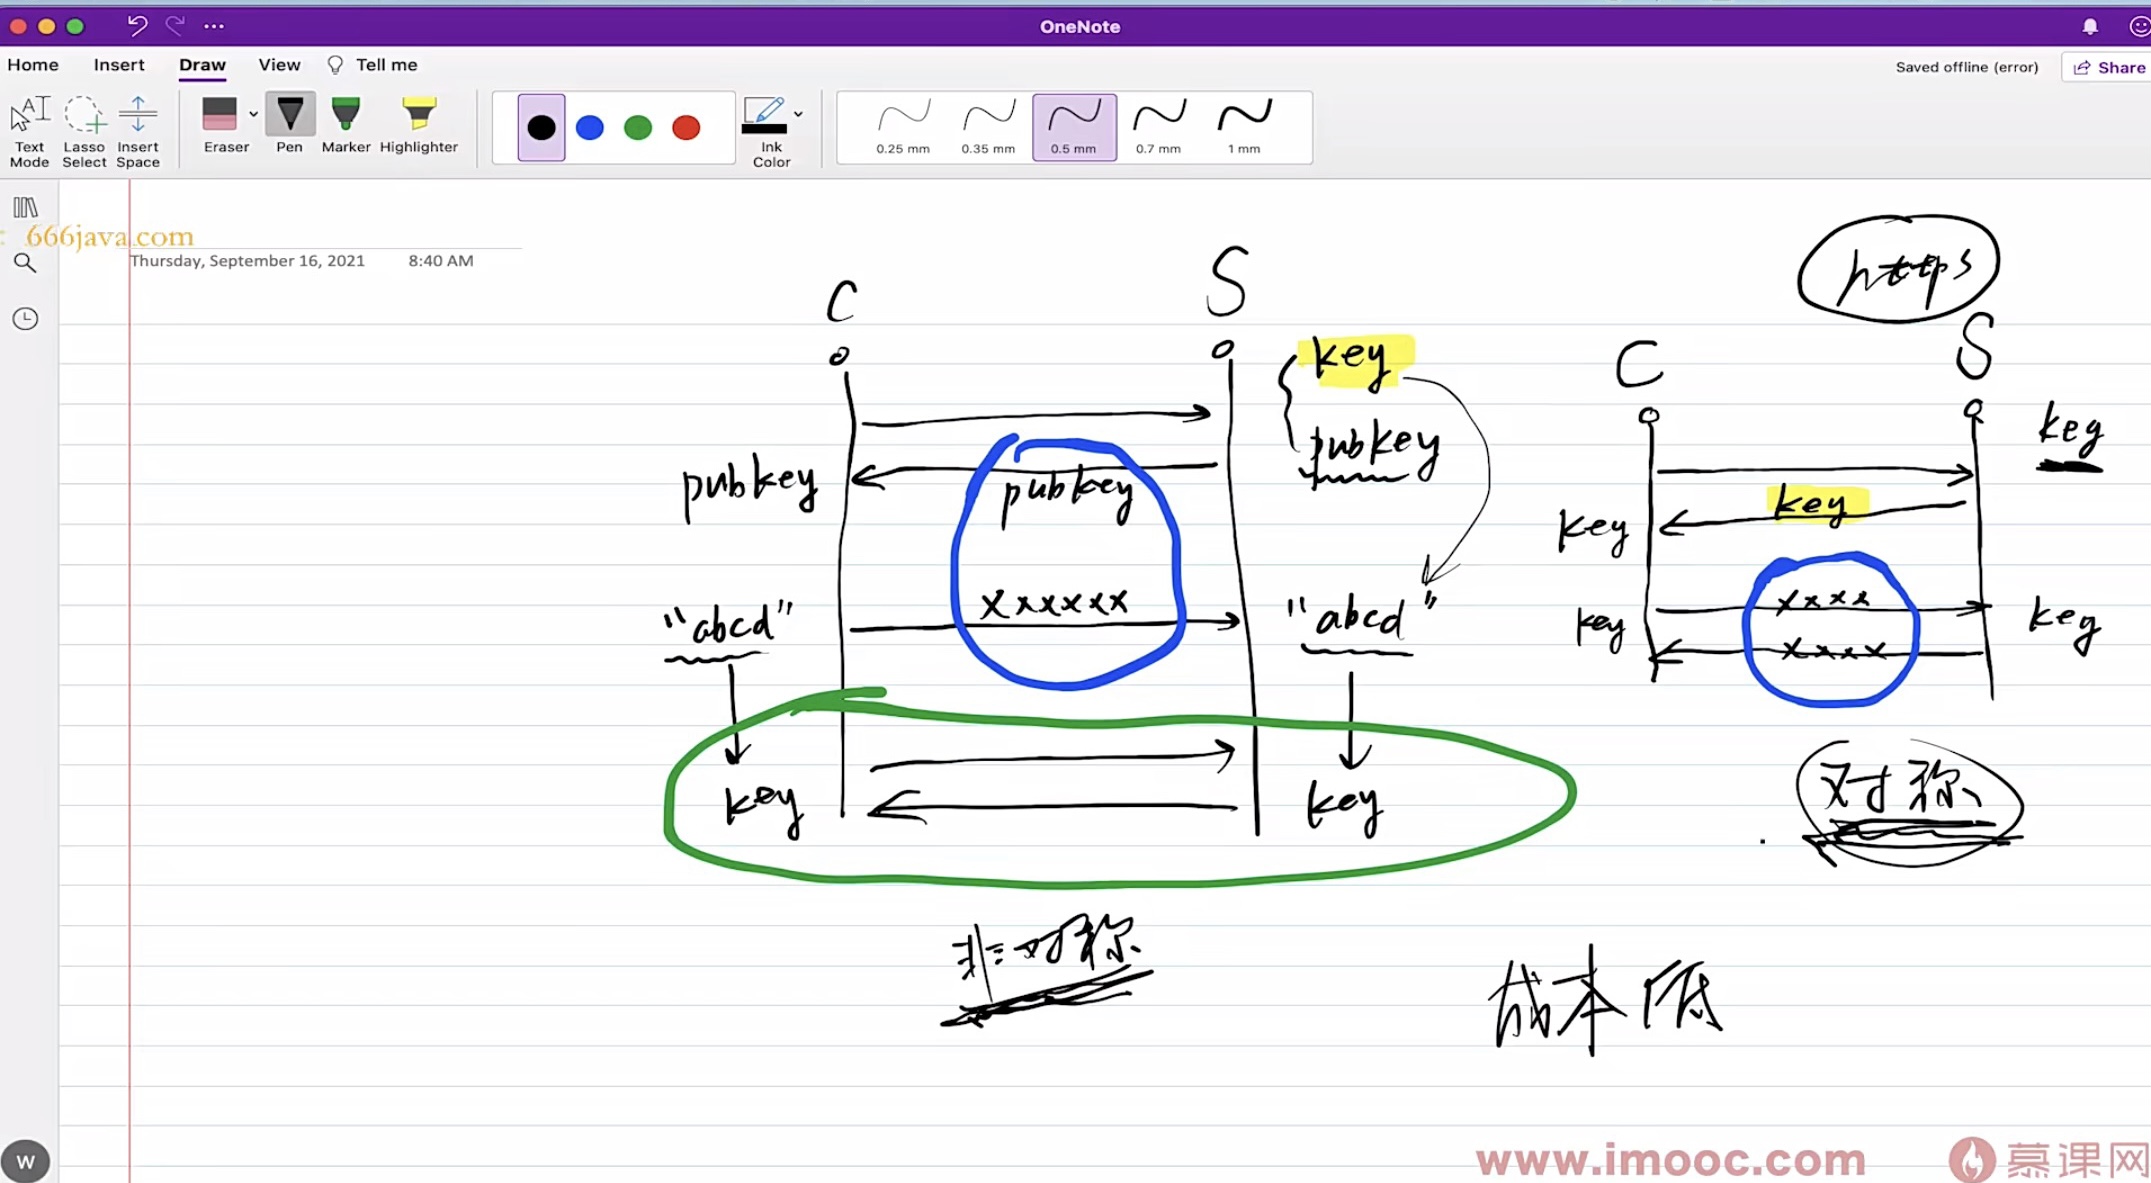 OneNote
Home Insert Draw View Tell me
Saved offline (error) Share
Text Mode
Lasso Select
Insert Space
Eraser
Pen
Marker
Highlighter
Ink Color
0.25 mm
0.35 mm
0.5 mm
0.7 mm
1 mm
: 666java.com
Thursday, September 16, 2021 8:40 AM
https
C S
key
pubkey
pubkey
pubkey
xxxxxx
"abcd"
"abcd"
key
key
非对称
C S
key
key
key
xxxx
key
key
xxxx
对称
成本低
W
www.imooc.com 慕课网